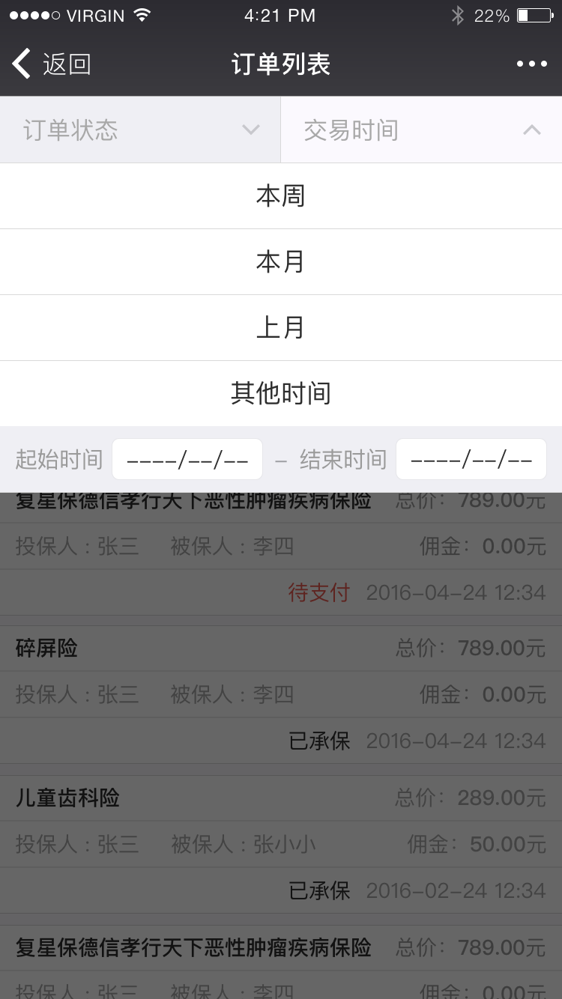 VIRGIN 4:21 PM 22%
返回 订单列表
订单状态 交易时间
本周
本月
上月
其他时间
起始时间 ----/--/-- – 结束时间 ----/--/--
复星保德信孝行天下恶性肿瘤疾病保险 总价：789.00元
投保人：张三 被保人：李四 佣金：0.00元
待支付 2016-04-24 12:34
碎屏险 总价：789.00元
投保人：张三 被保人：李四 佣金：0.00元
已承保 2016-04-24 12:34
儿童齿科险 总价：289.00元
投保人：张三 被保人：张小小 佣金：50.00元
已承保 2016-02-24 12:34
复星保德信孝行天下恶性肿瘤疾病保险 总价：789.00元
投保人：张三 被保人：李四 佣金：0.00元